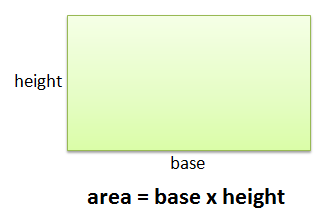 height
base
area = base x height